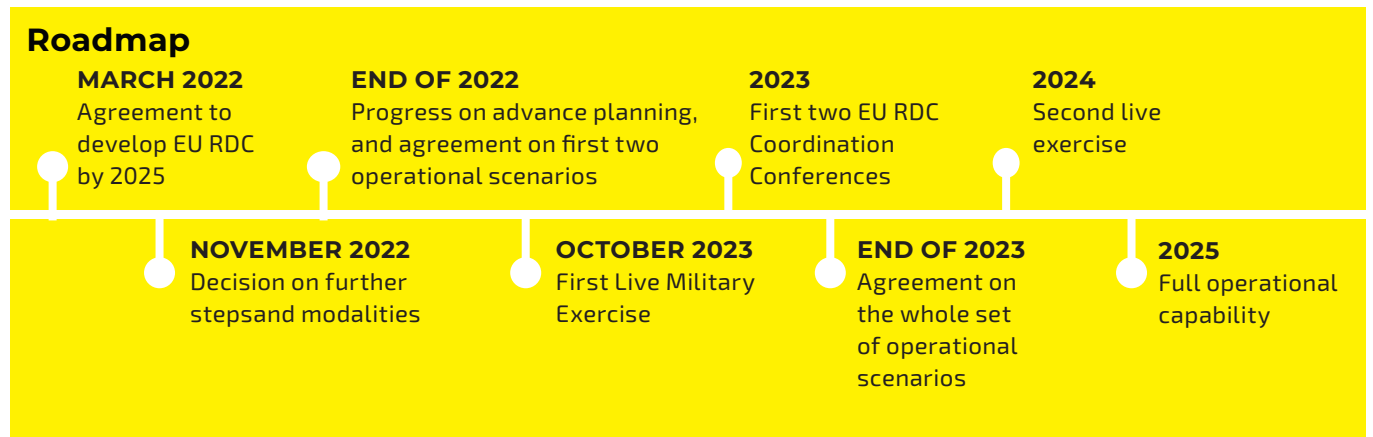 Roadmap
MARCH 2022
Agreement to
develop EU RDC
by 2025
NOVEMBER 2022
Decision on further
stepsand modalities
END OF 2022
Progress on advance planning,
and agreement on first two
operational scenarios
OCTOBER 2023
First Live Military
Exercise
2023
First two EU RDC
Coordination
Conferences
END OF 2023
Agreement on
the whole set
of operational
scenarios
2024
Second live
exercise
2025
Full operational
capability